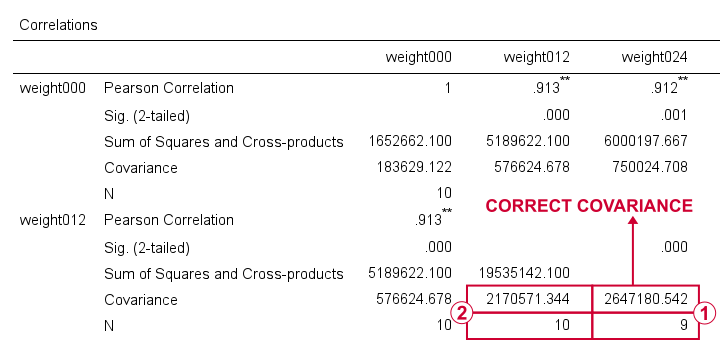 Correlations
weight000 weight012 weight024
weight000 Pearson Correlation 1 .913** .912**
Sig. (2-tailed) .000 .001
Sum of Squares and Cross-products 1652662.100 5189622.100 6000197.667
Covariance 183629.122 576624.678 750024.708
N 10
CORRECT COVARIANCE
weight012 Pearson Correlation .913**
Sig. (2-tailed) .000 .000
Sum of Squares and Cross-products 5189622.100 19535142.100
Covariance 576624.678 2170571.344 2647180.542
2 1
N 10 10 9